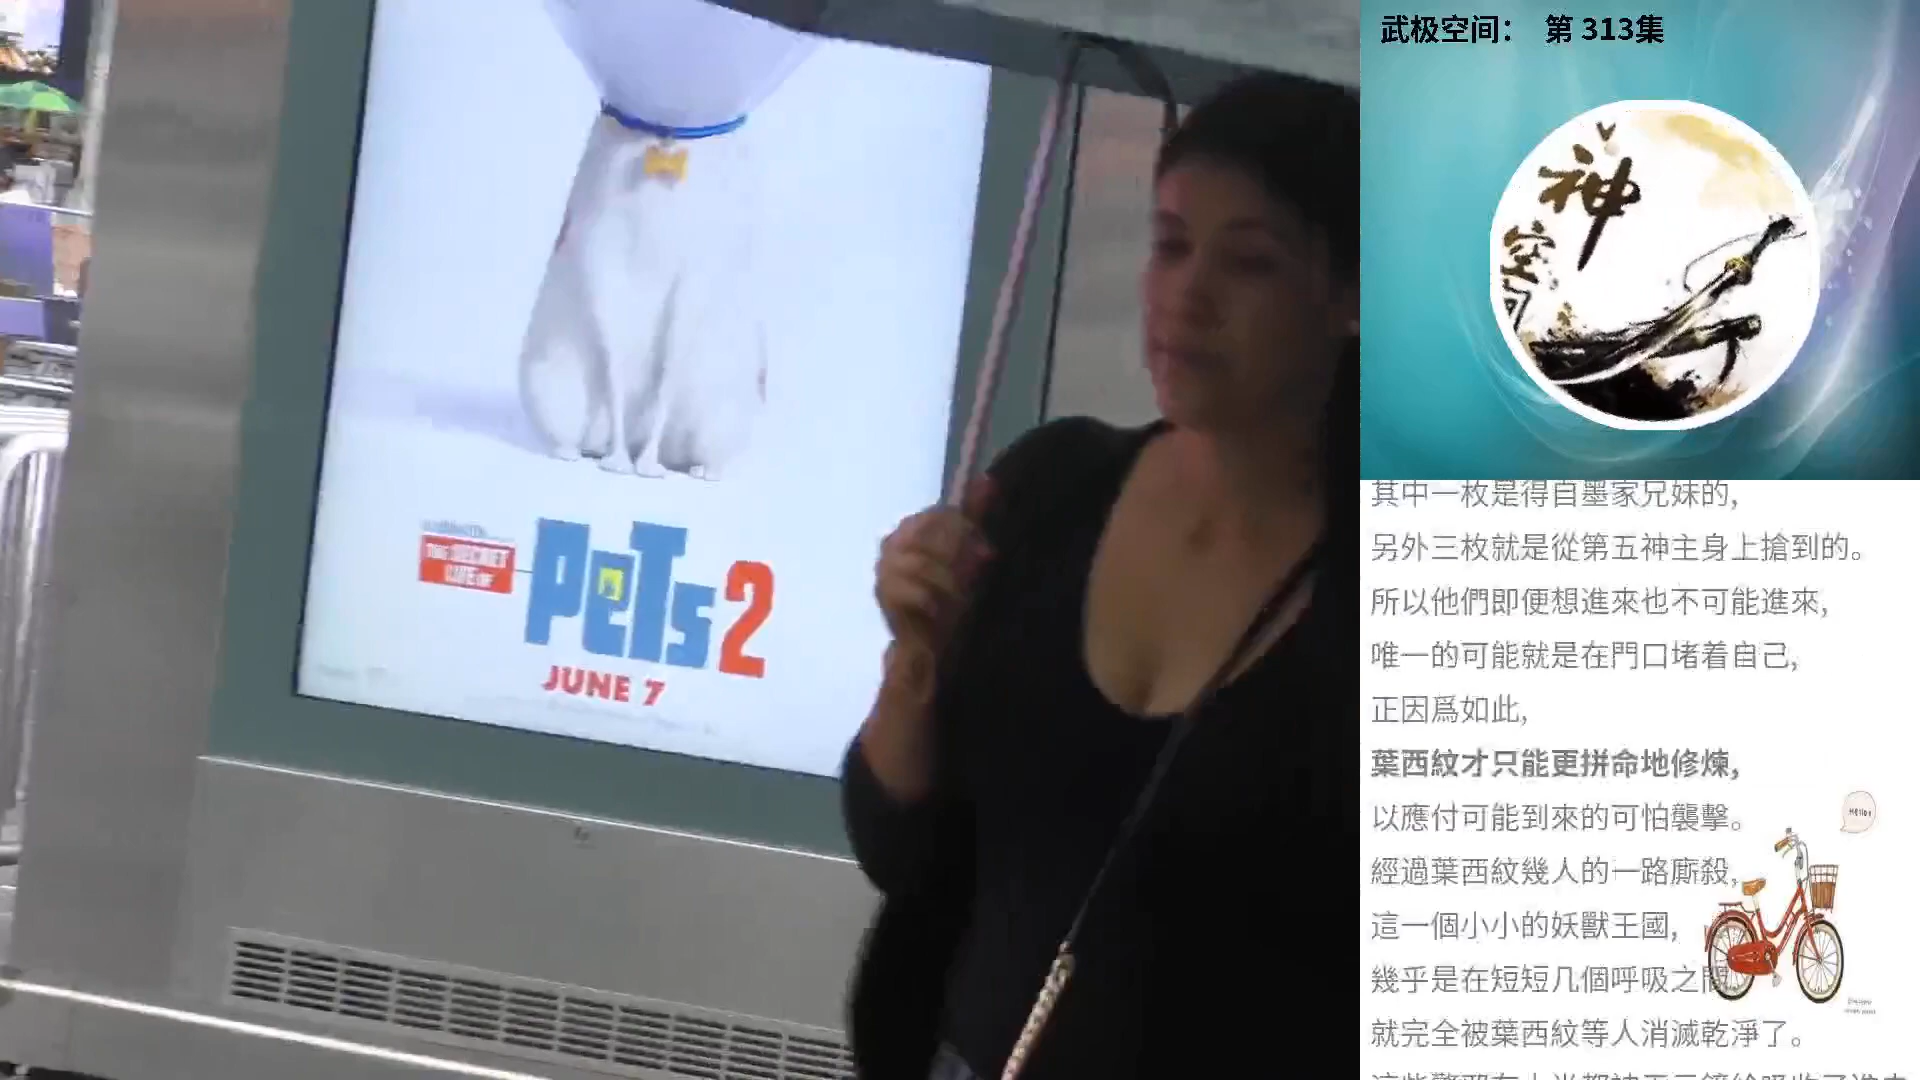 THE SECRET
LIFE OF
PeTs 2
JUNE 7
武极空间： 第 313集
神
空
间
其中一枚是得自墨家兄妹的,
另外三枚就是從第五神主身上搶到的。
所以他們即便想進來也不可能進來,
唯一的可能就是在門口堵着自己,
正因爲如此,
葉西紋才只能更拼命地修煉,
以應付可能到來的可怕襲擊。
Hello!
經過葉西紋幾人的一路廝殺,
這一個小小的妖獸王國,
幾乎是在短短几個呼吸之間,
就完全被葉西紋等人消滅乾淨了。